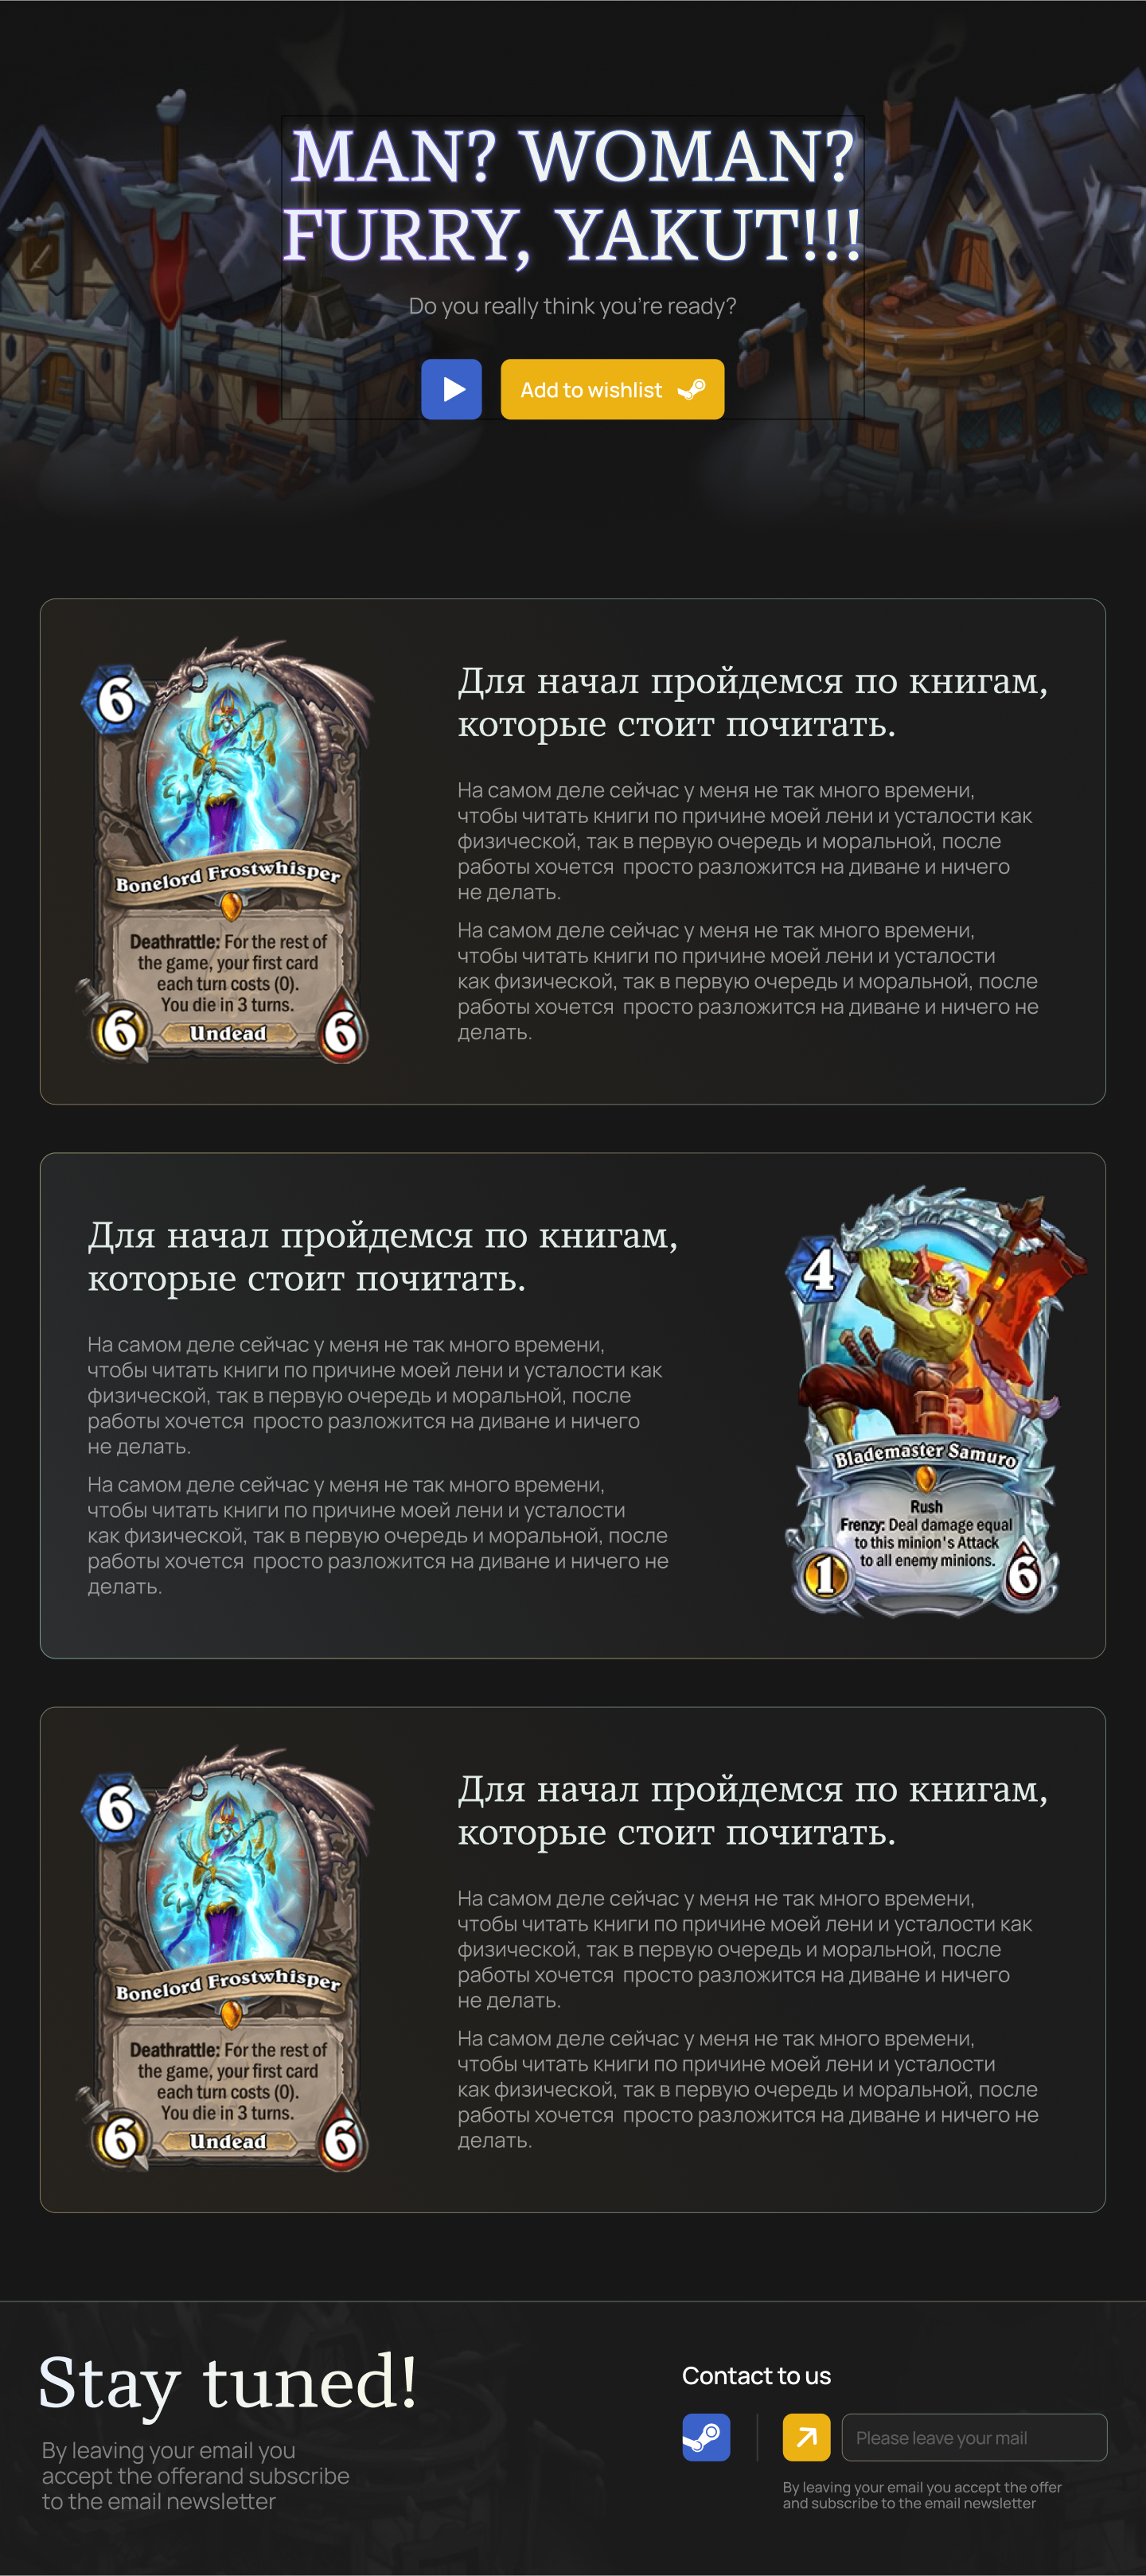 MAN? WOMAN?
FURRY, YAKUT!!!
Do you really think you're ready?
Add to wishlist
6
Bonelord Frostwhisper
Deathrattle: For the rest of
the game, your first card
each turn costs (0).
You die in 3 turns.
6
Undead
6
Для начал пройдемся по книгам,
которые стоит почитать.
На самом деле сейчас у меня не так много времени,
чтобы читать книги по причине моей лени и усталости как
физической, так в первую очередь и моральной, после
работы хочется  просто разложится на диване и ничего
не делать.
На самом деле сейчас у меня не так много времени,
чтобы читать книги по причине моей лени и усталости
как физической, так в первую очередь и моральной, после
работы хочется  просто разложится на диване и ничего не
делать.
Для начал пройдемся по книгам,
которые стоит почитать.
На самом деле сейчас у меня не так много времени,
чтобы читать книги по причине моей лени и усталости как
физической, так в первую очередь и моральной, после
работы хочется  просто разложится на диване и ничего
не делать.
На самом деле сейчас у меня не так много времени,
чтобы читать книги по причине моей лени и усталости
как физической, так в первую очередь и моральной, после
работы хочется  просто разложится на диване и ничего не
делать.
4
Blademaster Samuro
Rush
Frenzy: Deal damage equal
to this minion's Attack
to all enemy minions.
1
6
6
Bonelord Frostwhisper
Deathrattle: For the rest of
the game, your first card
each turn costs (0).
You die in 3 turns.
6
Undead
6
Для начал пройдемся по книгам,
которые стоит почитать.
На самом деле сейчас у меня не так много времени,
чтобы читать книги по причине моей лени и усталости как
физической, так в первую очередь и моральной, после
работы хочется  просто разложится на диване и ничего
не делать.
На самом деле сейчас у меня не так много времени,
чтобы читать книги по причине моей лени и усталости
как физической, так в первую очередь и моральной, после
работы хочется  просто разложится на диване и ничего не
делать.
Stay tuned!
By leaving your email you
accept the offerand subscribe
to the email newsletter
Contact to us
Please leave your mail
By leaving your email you accept the offer
and subscribe to the email newsletter